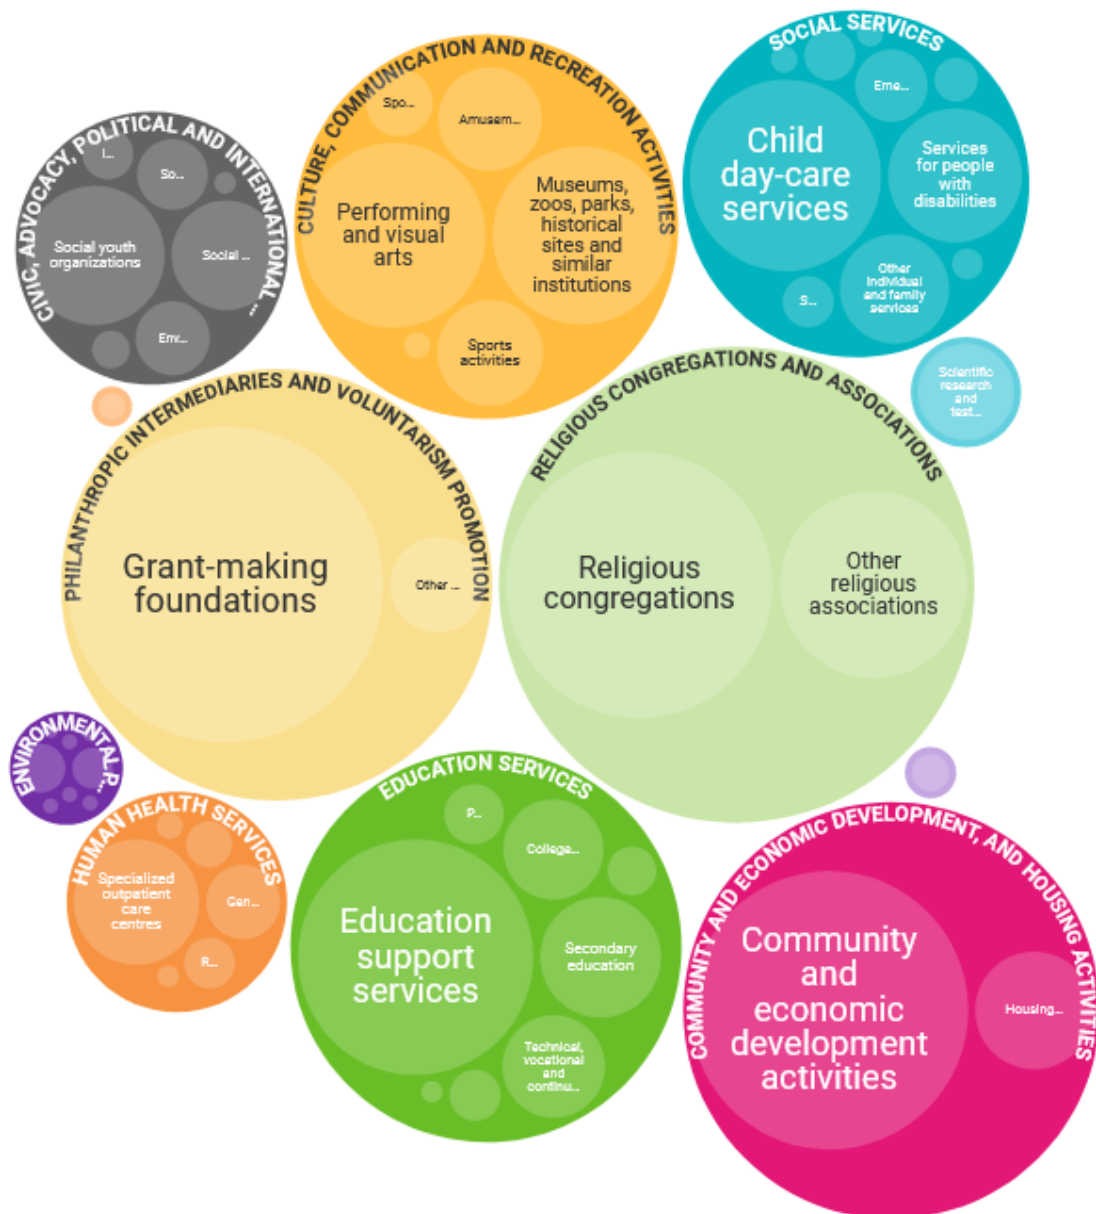 CIVIC, ADVOCACY, POLITICAL AND INTERNATIONAL ...
I...
So...
Social youth
organizations
Social ...
Env...
CULTURE, COMMUNICATION AND RECREATION ACTIVITIES
Spo...
Amusem...
Performing
and visual
arts
Museums,
zoos, parks,
historical
sites and
similar
institutions
Sports
activities
SOCIAL SERVICES
Eme...
Child
day-care
services
Services
for people
with
disabilities
Other
individual
and family
services
S...
Scientific
research
and
test...
PHILANTHROPIC INTERMEDIARIES AND VOLUNTARISM PROMOTION
Grant-making
foundations
Other ...
RELIGIOUS CONGREGATIONS AND ASSOCIATIONS
Religious
congregations
Other
religious
associations
ENVIRONMENTAL P...
HUMAN HEALTH SERVICES
Specialized
outpatient
care
centres
Gen...
R...
EDUCATION SERVICES
P...
College...
Education
support
services
Secondary
education
Technical,
vocational
and
continu...
COMMUNITY AND ECONOMIC DEVELOPMENT, AND HOUSING ACTIVITIES
Community
and
economic
development
activities
Housing...